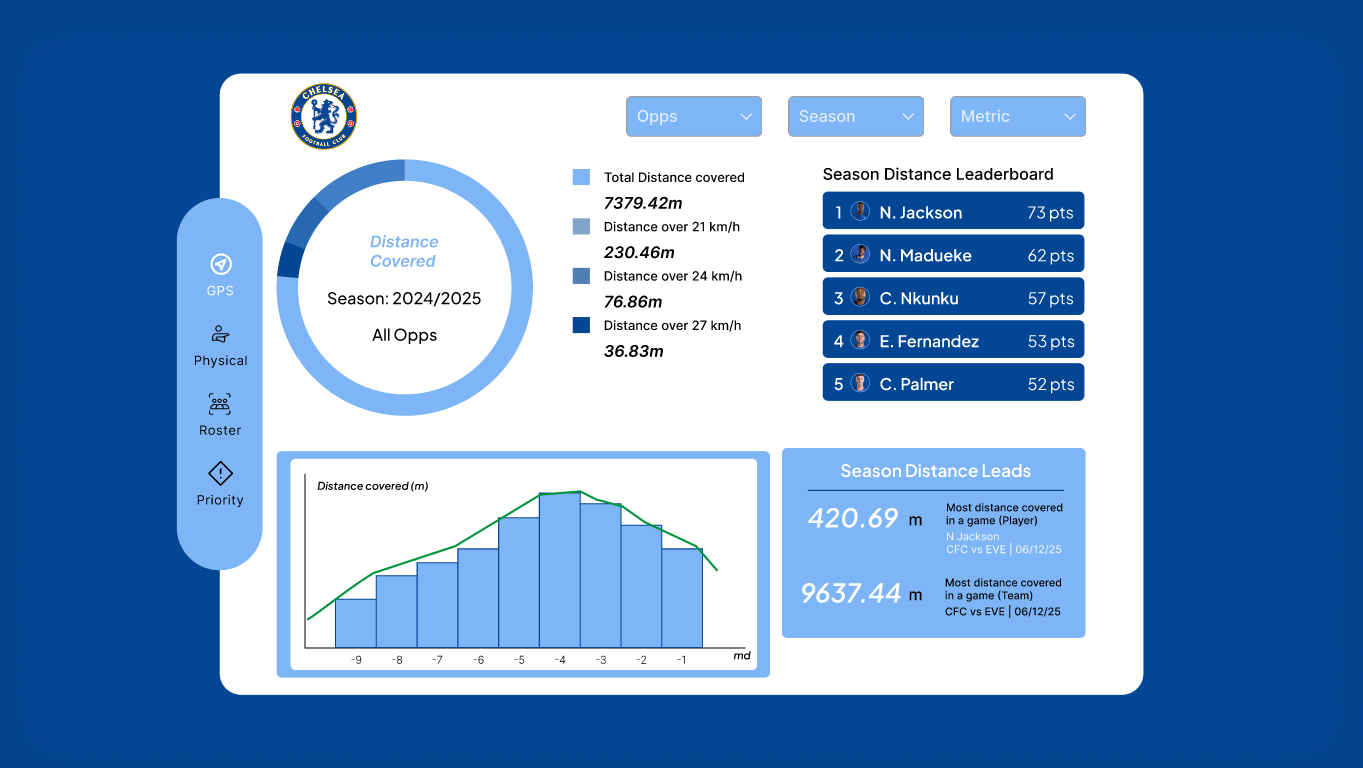 CHELSEA
FOOTBALL CLUB
Opps
Season
Metric
GPS
Physical
Roster
Priority
Distance
Covered
Season: 2024/2025
All Opps
Total Distance covered
7379.42m
Distance over 21 km/h
230.46m
Distance over 24 km/h
76.86m
Distance over 27 km/h
36.83m
Season Distance Leaderboard
1 N. Jackson 73 pts
2 N. Madueke 62 pts
3 C. Nkunku 57 pts
4 E. Fernandez 53 pts
5 C. Palmer 52 pts
Distance covered (m)
-9 -8 -7 -6 -5 -4 -3 -2 -1
md
Season Distance Leads
420.69 m
Most distance covered
in a game (Player)
N Jackson
CFC vs EVE | 06/12/25
9637.44 m
Most distance covered
in a game (Team)
CFC vs EVE | 06/12/25